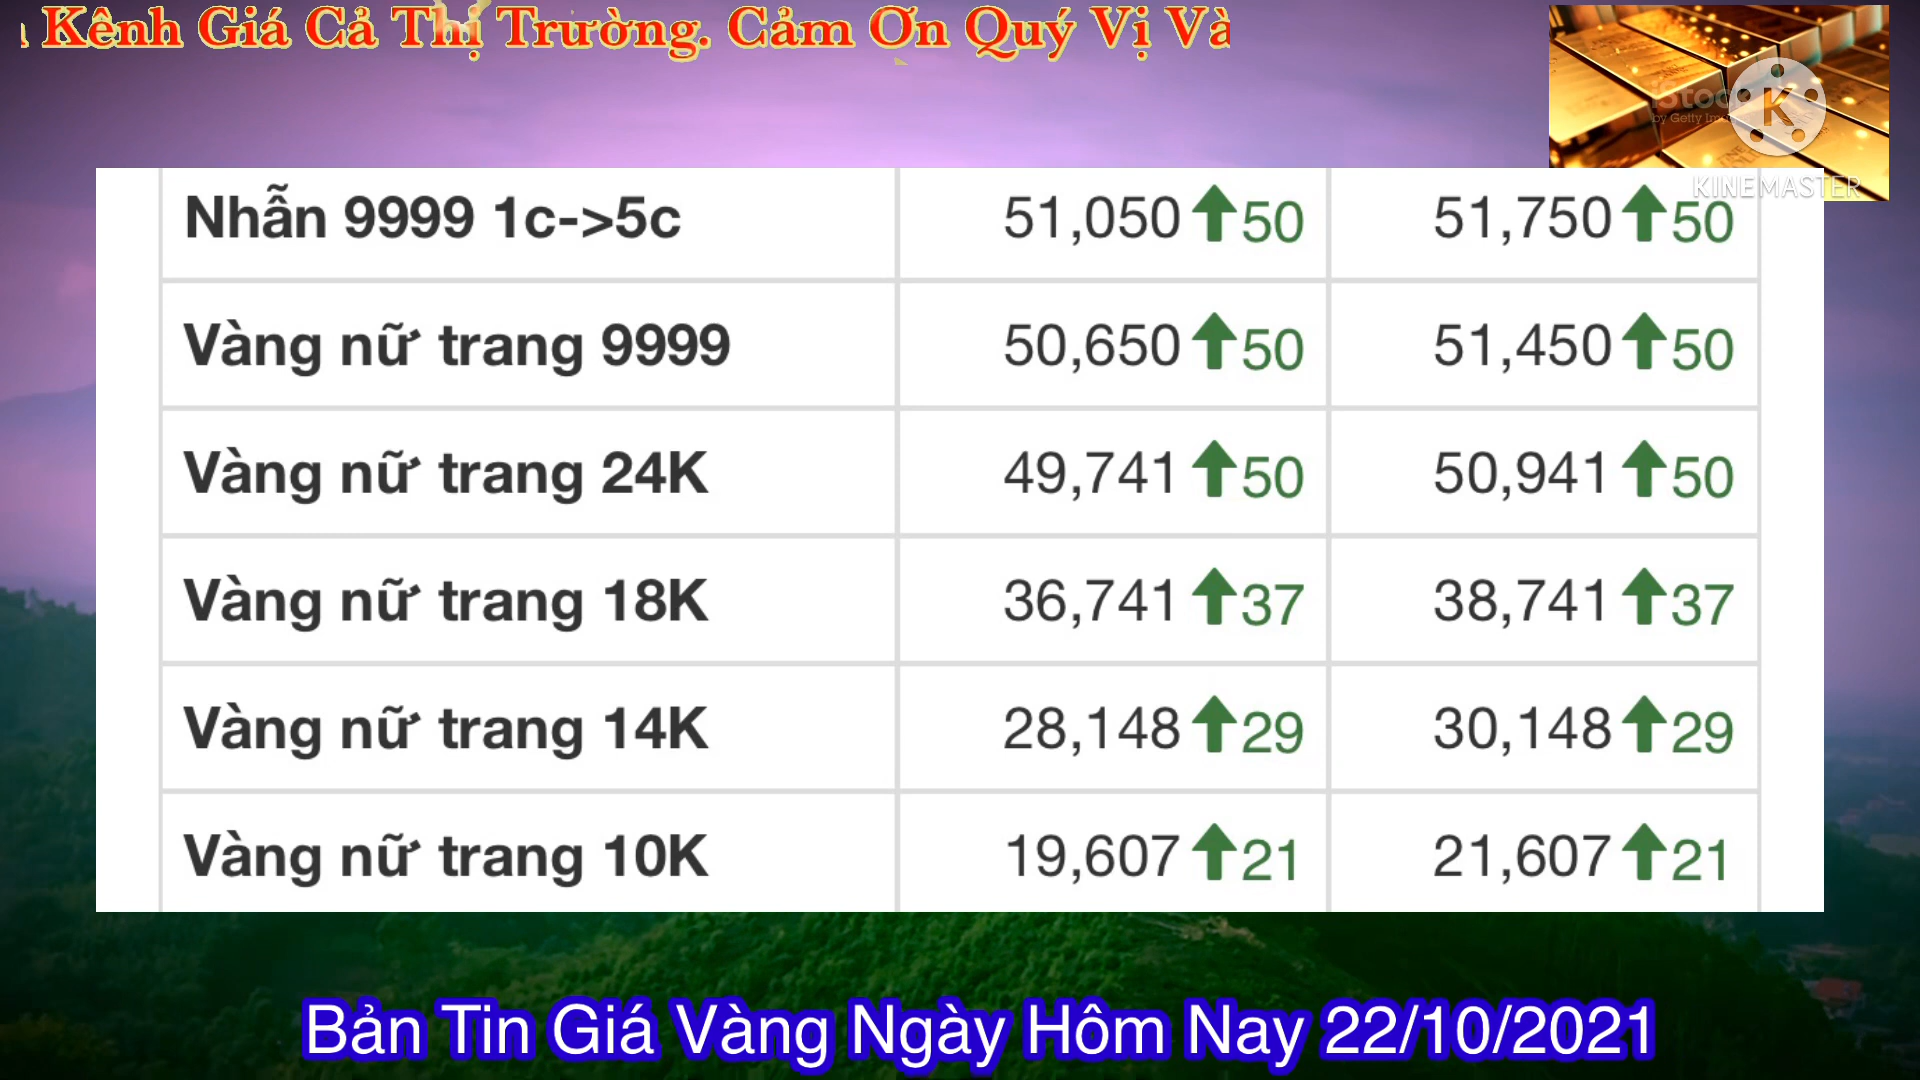 Kênh Giá Cả Thị Trường. Cảm Ơn Quý Vị Và
iStock
by Getty Im
K
KINEMASTER
Nhẫn 9999 1c->5c 51,050 50 51,750 50
Vàng nữ trang 9999 50,650 50 51,450 50
Vàng nữ trang 24K 49,741 50 50,941 50
Vàng nữ trang 18K 36,741 37 38,741 37
Vàng nữ trang 14K 28,148 29 30,148 29
Vàng nữ trang 10K 19,607 21 21,607 21
Bản Tin Giá Vàng Ngày Hôm Nay 22/10/2021